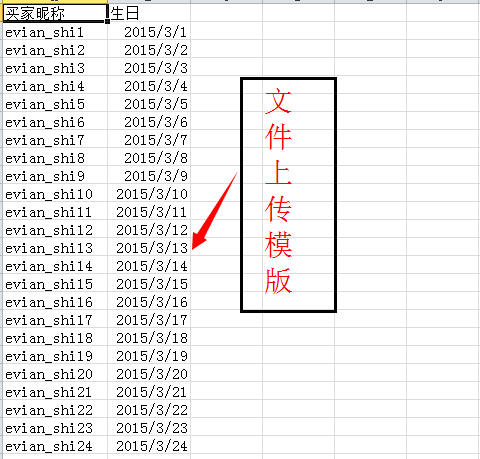 买家昵称 生日
evian_shi1 2015/3/1
evian_shi2 2015/3/2
evian_shi3 2015/3/3
evian_shi4 2015/3/4
evian_shi5 2015/3/5
evian_shi6 2015/3/6
evian_shi7 2015/3/7
evian_shi8 2015/3/8
evian_shi9 2015/3/9
evian_shi10 2015/3/10
evian_shi11 2015/3/11
evian_shi12 2015/3/12
evian_shi13 2015/3/13
evian_shi14 2015/3/14
evian_shi15 2015/3/15
evian_shi16 2015/3/16
evian_shi17 2015/3/17
evian_shi18 2015/3/18
evian_shi19 2015/3/19
evian_shi20 2015/3/20
evian_shi21 2015/3/21
evian_shi22 2015/3/22
evian_shi23 2015/3/23
evian_shi24 2015/3/24
文件上传模版